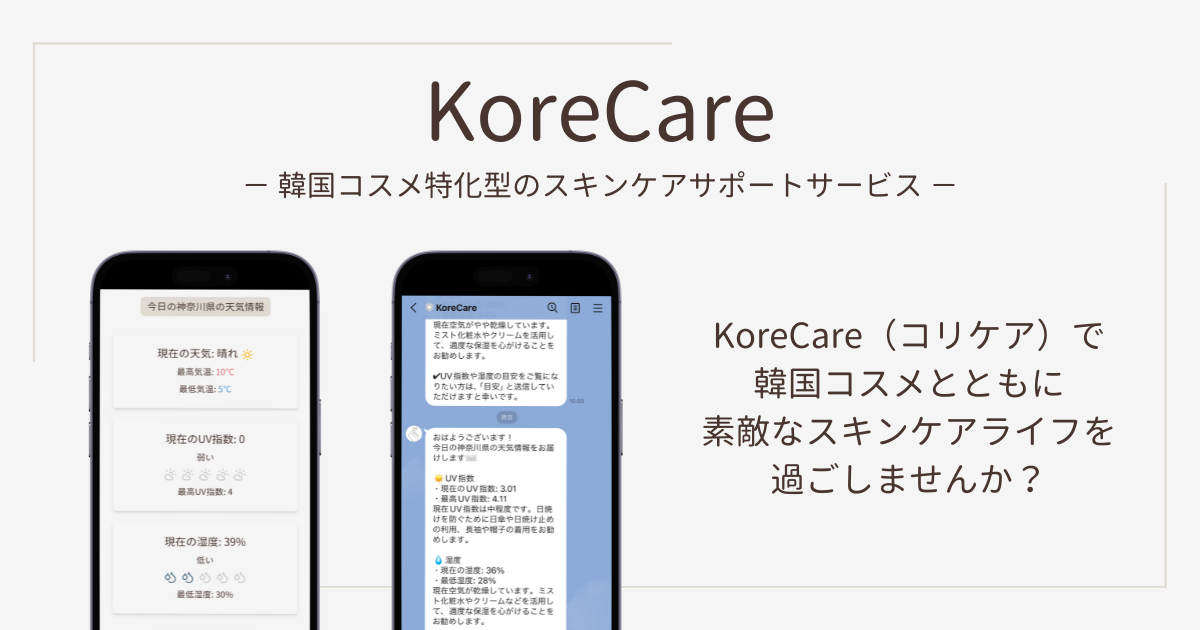 KoreCare
― 韓国コスメ特化型のスキンケアサポートサービス ―
今日の神奈川県の天気情報
現在の天気: 晴れ
最高気温: 10℃
最低気温: 5℃
現在のUV指数: 0
弱い
最高UV指数: 4
現在の湿度: 39%
低い
最低湿度: 30%
KoreCare
現在空気がやや乾燥しています。
ミスト化粧水やクリームを活用し
て、適度な保湿を心がけることを
お勧めします。
✔UV指数や湿度の目安をご覧にな
りたい方は、「目安」と送信してい
ただけますと幸いです。
10:00
昨日
おはようございます！
今日の神奈川県の天気情報をお届
けします
UV指数
・現在のUV指数: 3.01
・最高UV指数: 4.11
現在UV指数は中程度です。日焼
けを防ぐために日傘や日焼け止め
の利用、長袖や帽子の着用をお勧
めします。
湿度
・現在の湿度: 36%
・最低湿度: 28%
現在空気が乾燥しています。ミス
ト化粧水やクリームなどを活用し
て、適度な保湿を心がけることを
お勧めします。
KoreCare（コリケア）で
韓国コスメとともに
素敵なスキンケアライフを
過ごしませんか？